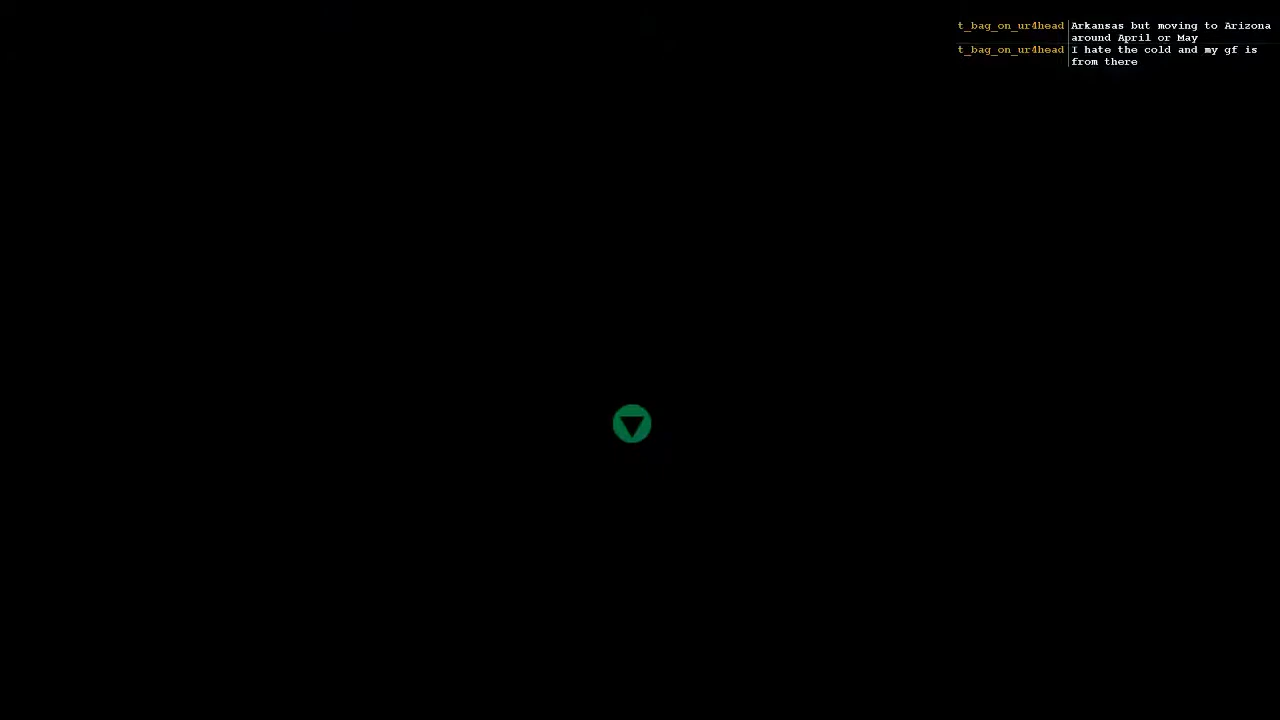 t_bag_on_ur4head Arkansas but moving to Arizona
around April or May
t_bag_on_ur4head I hate the cold and my gf is
from there